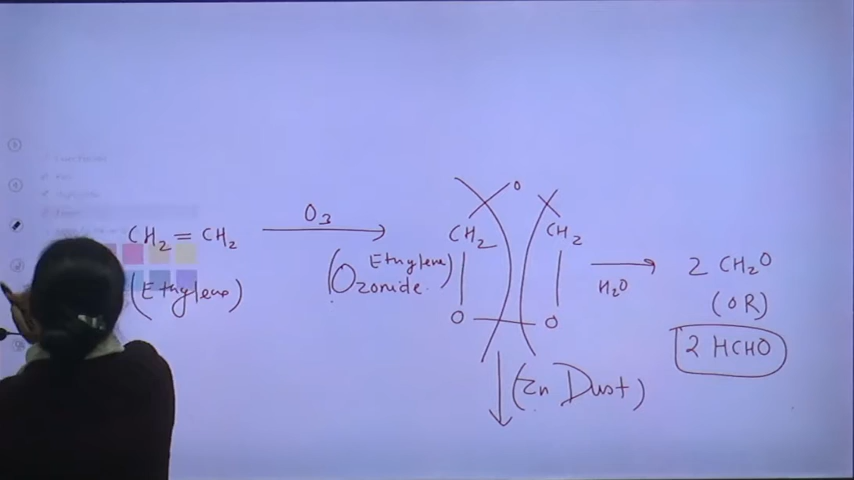 CH2 = CH2
(Ethylene)
O3
(Ethylene
Ozonide)
O
CH2 CH2
O O
H2O
2 CH2O
(OR)
2 HCHO
(Zn Dust)